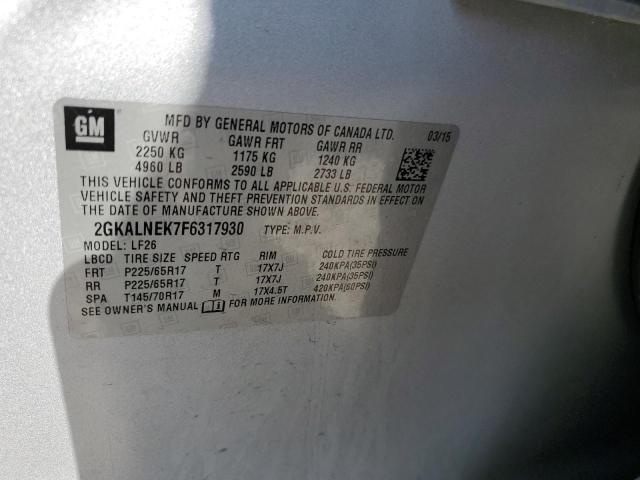 GM
MFD BY GENERAL MOTORS OF CANADA LTD. 03/15
GVWR GAWR FRT GAWR RR
2250 KG 1175 KG 1240 KG
4960 LB 2590 LB 2733 LB
THIS VEHICLE CONFORMS TO ALL APPLICABLE U.S. FEDERAL MOTOR
VEHICLE SAFETY AND THEFT PREVENTION STANDARDS IN EFFECT ON
THE DATE OF MANUFACTURE SHOWN ABOVE.
2GKALNEK7F6317930 TYPE: M.P.V.
MODEL: LF26
LBCD TIRE SIZE SPEED RTG RIM COLD TIRE PRESSURE
FRT P225/65R17 T 17X7J 240KPA(35PSI)
RR P225/65R17 T 17X7J 240KPA(35PSI)
SPA T145/70R17 M 17X4.5T 420KPA(60PSI)
SEE OWNER'S MANUAL FOR MORE INFORMATION.